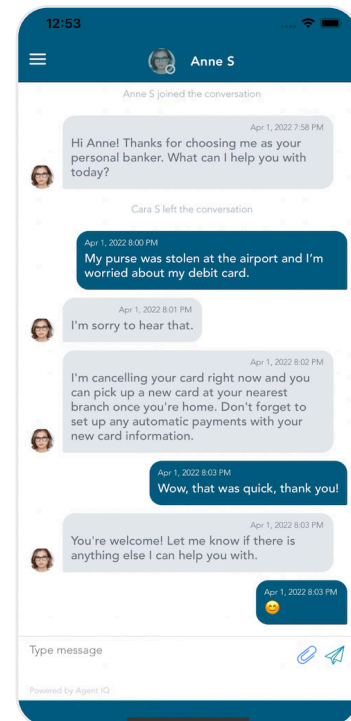 12:53
Anne S
Anne S joined the conversation
Apr 1, 2022 7:58 PM
Hi Anne! Thanks for choosing me as your
personal banker. What can I help you with
today?
Cara S left the conversation
Apr 1, 2022 8:00 PM
My purse was stolen at the airport and I’m
worried about my debit card.
Apr 1, 2022 8:01 PM
I'm sorry to hear that.
Apr 1, 2022 8:02 PM
I'm cancelling your card right now and you
can pick up a new card at your nearest
branch once you're home. Don't forget to
set up any automatic payments with your
new card information.
Apr 1, 2022 8:03 PM
Wow, that was quick, thank you!
Apr 1, 2022 8:03 PM
You're welcome! Let me know if there is
anything else I can help you with.
Apr 1, 2022 8:03 PM
😊
Type message
Powered by Agent IQ